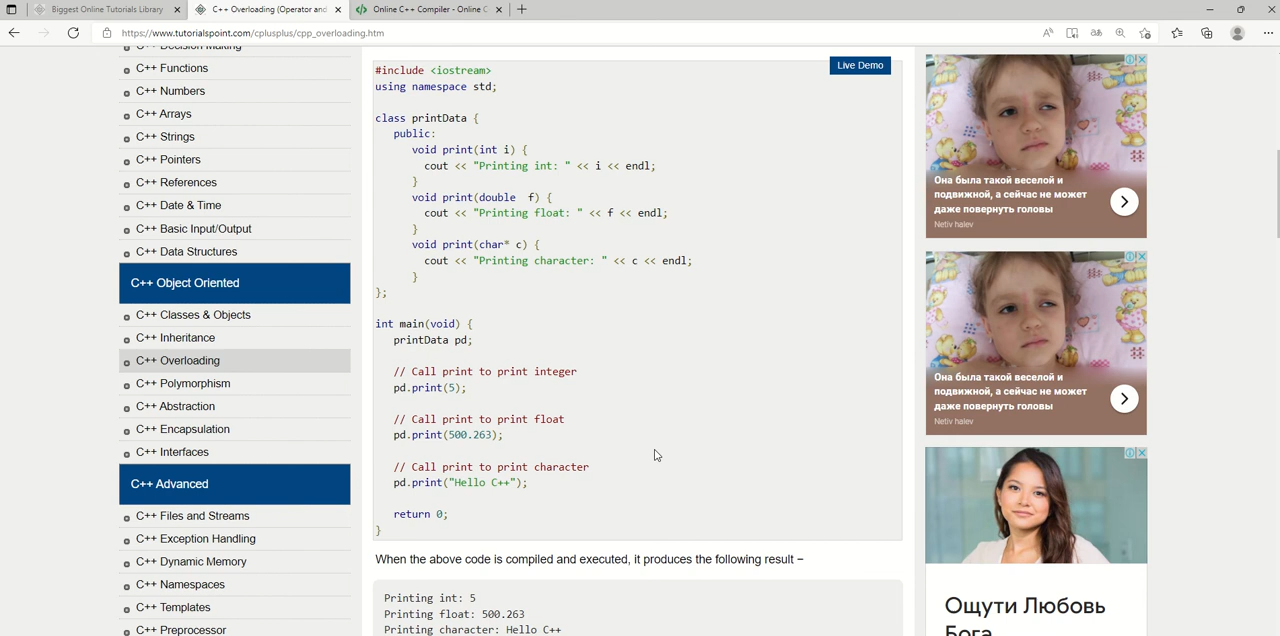 Biggest Online Tutorials Library
C++ Overloading (Operator and
Online C++ Compiler - Online C
https://www.tutorialspoint.com/cplusplus/cpp_overloading.htm
C++ Decision Making
C++ Functions
C++ Numbers
C++ Arrays
C++ Strings
C++ Pointers
C++ References
C++ Date & Time
C++ Basic Input/Output
C++ Data Structures
C++ Object Oriented
C++ Classes & Objects
C++ Inheritance
C++ Overloading
C++ Polymorphism
C++ Abstraction
C++ Encapsulation
C++ Interfaces
C++ Advanced
C++ Files and Streams
C++ Exception Handling
C++ Dynamic Memory
C++ Namespaces
C++ Templates
C++ Preprocessor
Live Demo
#include <iostream>
using namespace std;
class printData {
public:
void print(int i) {
cout << "Printing int: " << i << endl;
}
void print(double  f) {
cout << "Printing float: " << f << endl;
}
void print(char* c) {
cout << "Printing character: " << c << endl;
}
};
int main(void) {
printData pd;
// Call print to print integer
pd.print(5);
// Call print to print float
pd.print(500.263);
// Call print to print character
pd.print("Hello C++");
return 0;
}
When the above code is compiled and executed, it produces the following result −
Printing int: 5
Printing float: 500.263
Printing character: Hello C++
Она была такой веселой и
подвижной, а сейчас не может
даже повернуть головы
Netiv halev
Она была такой веселой и
подвижной, а сейчас не может
даже повернуть головы
Netiv halev
Ощути Любовь
Бога